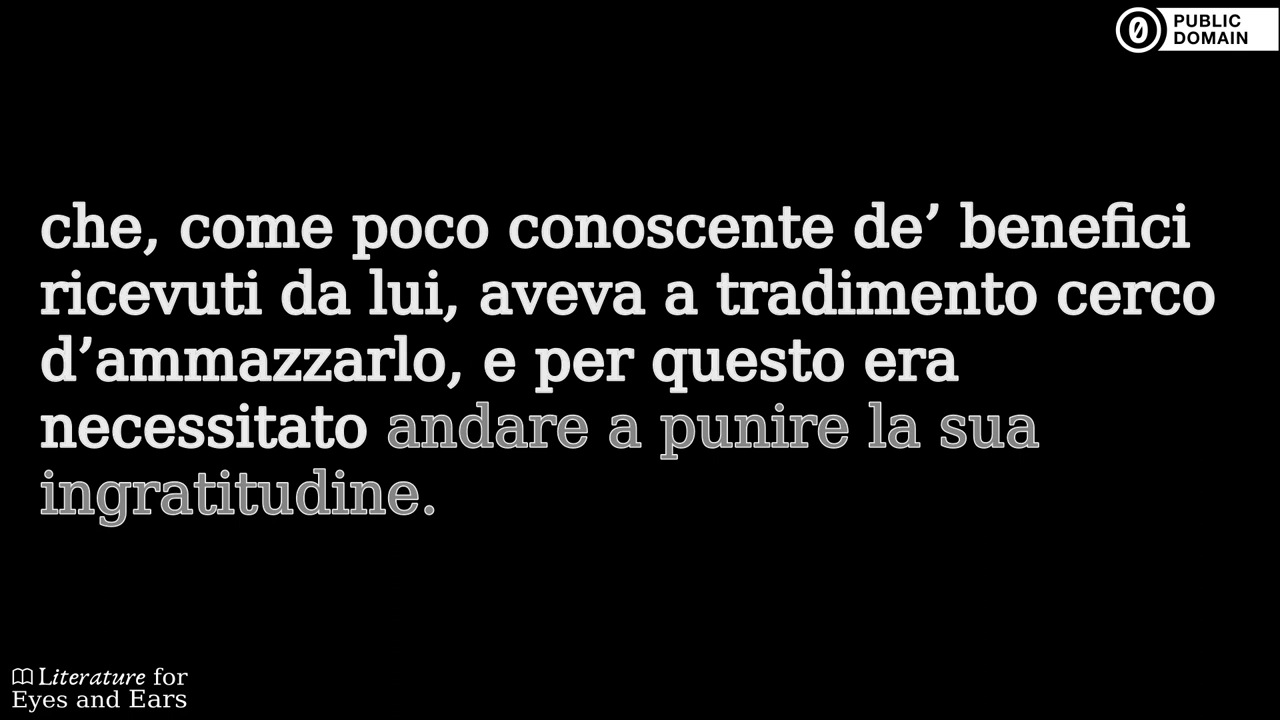 PUBLIC
DOMAIN
che, come poco conoscente de’ benefici
ricevuti da lui, aveva a tradimento cerco
d’ammazzarlo, e per questo era
necessitato andare a punire la sua
ingratitudine.
Literature for
Eyes and Ears